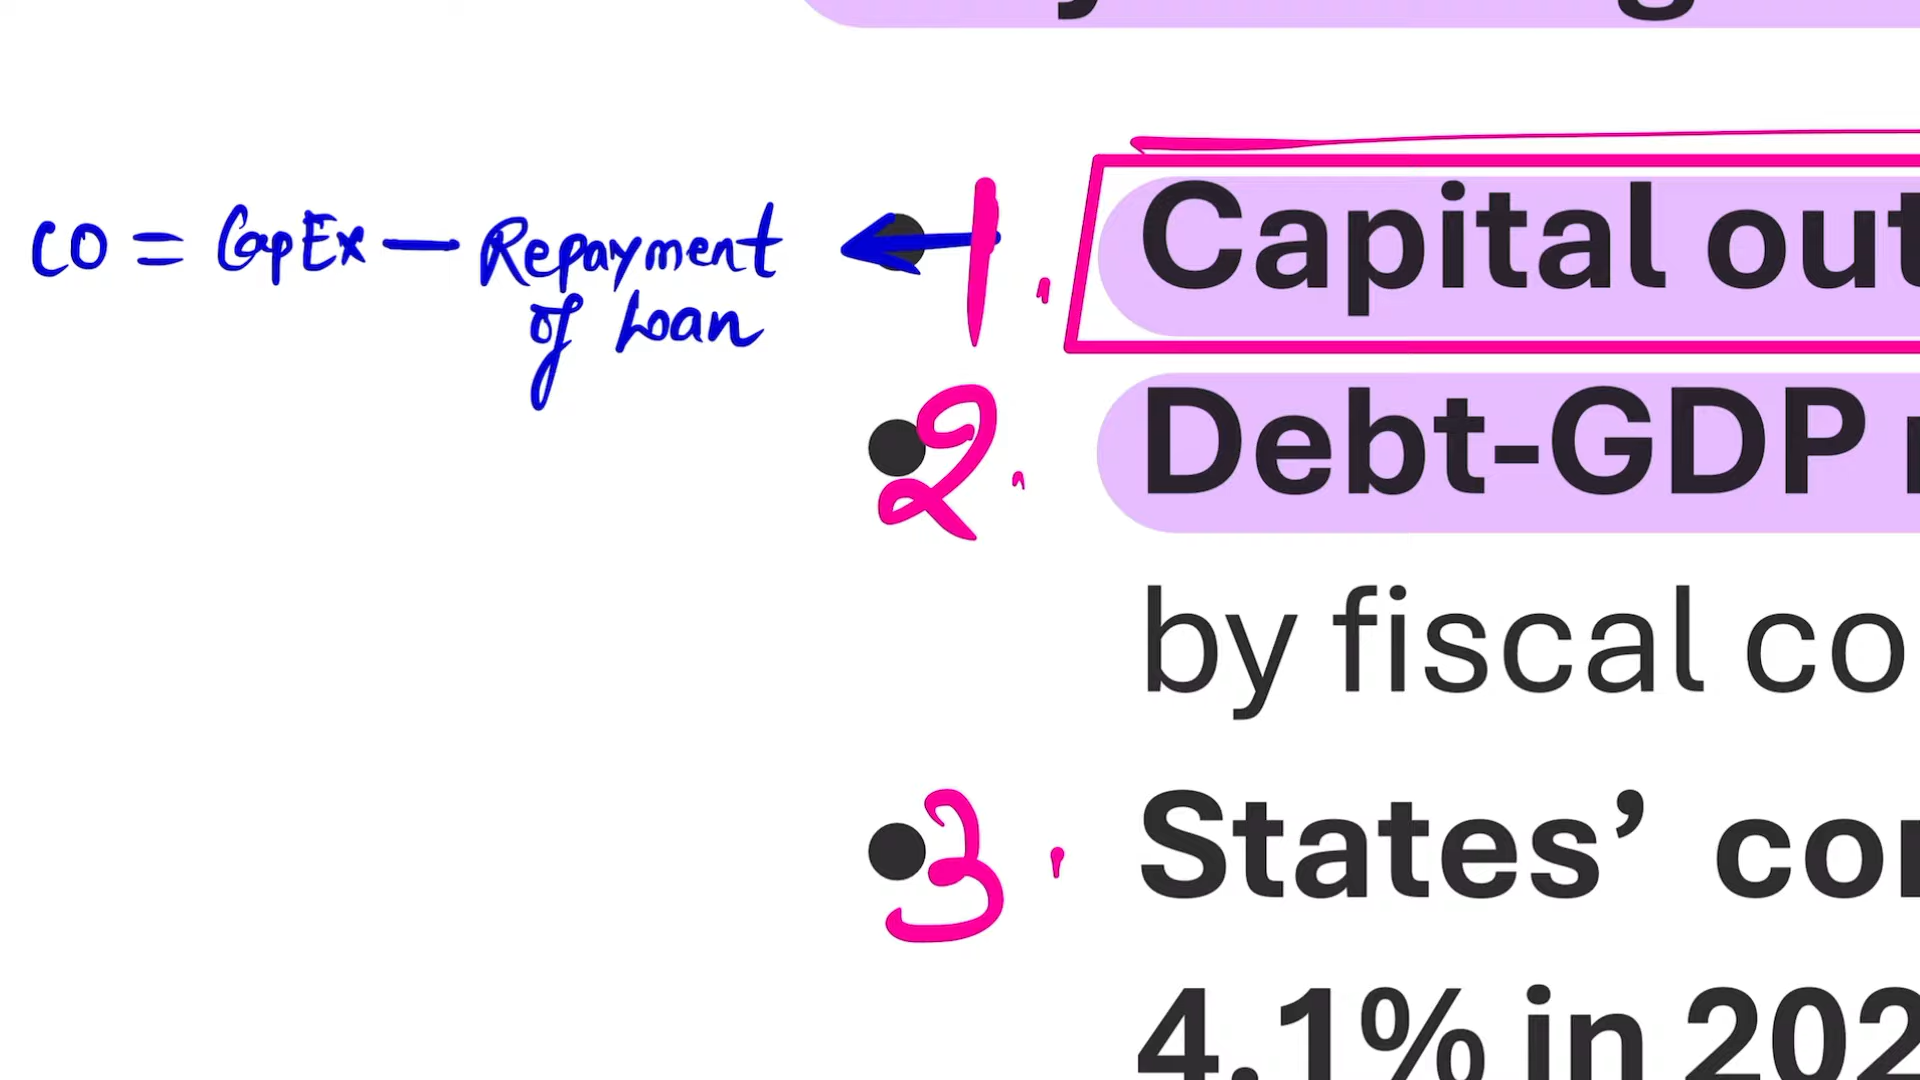 1. Capital out
CO = CapEx — Repayment
of Loan
2. Debt-GDP
by fiscal co
3. States’ cor
4.1% in 202